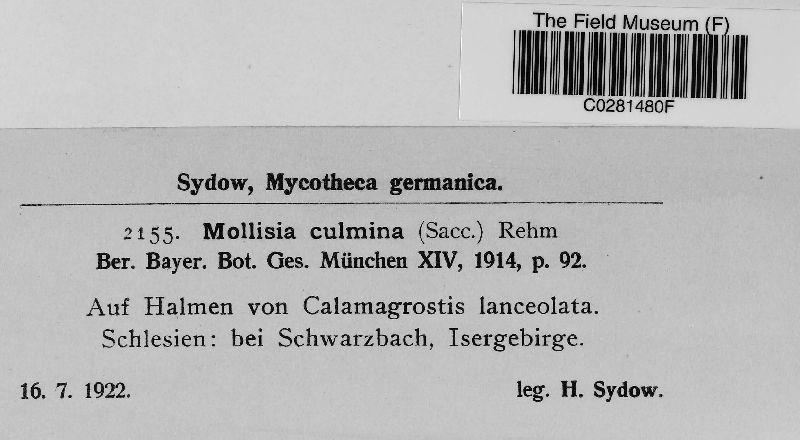 The Field Museum (F)
C0281480F
Sydow, Mycotheca germanica.
2155. Mollisia culmina (Sacc.) Rehm
Ber. Bayer. Bot. Ges. München XIV, 1914, p. 92.
Auf Halmen von Calamagrostis lanceolata.
Schlesien: bei Schwarzbach, Isergebirge.
16. 7. 1922. leg. H. Sydow.